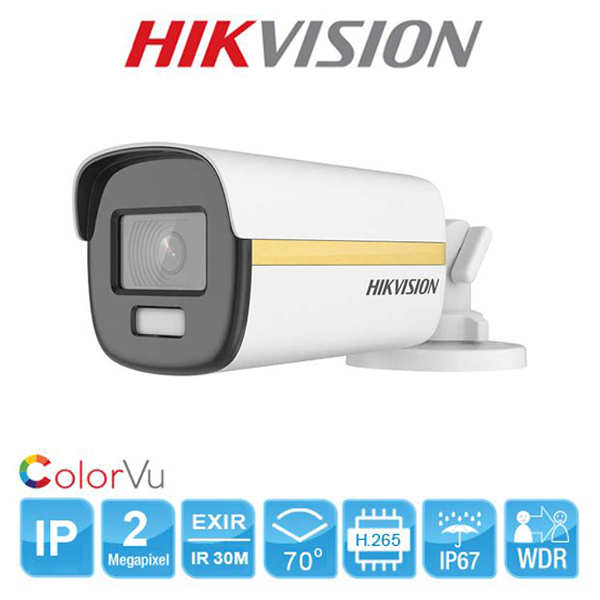 HIKVISION
HIKVISION
ColorVu
IP
2
Megapixel
EXIR
IR 30M
70°
H.265
IP67
WDR